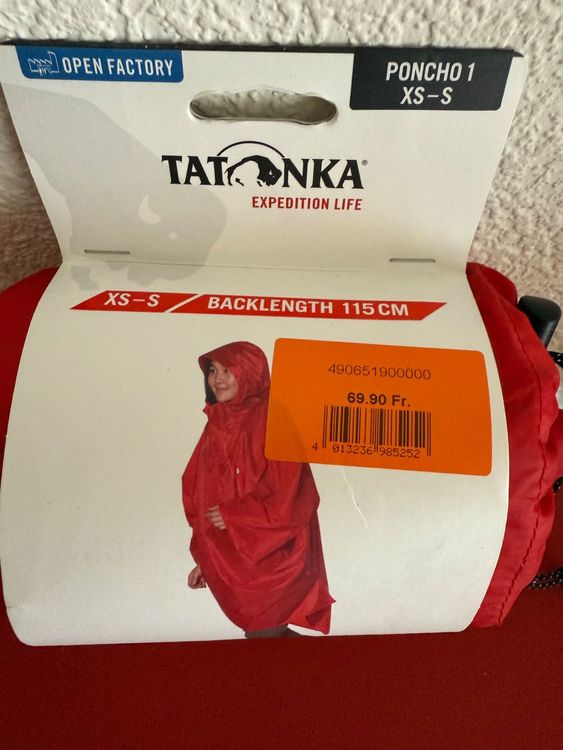 OPEN FACTORY
PONCHO 1
XS–S
TATONKA®
EXPEDITION LIFE
XS–S / BACKLENGTH 115 CM
490651900000
69.90 Fr.
4 013236 985252